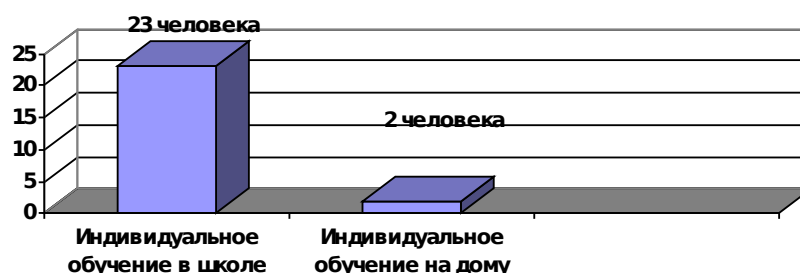 23 человека
25
20
2 человека
15
10
5
0
Индивидуальное
обучение в школе
Индивидуальное
обучение на дому